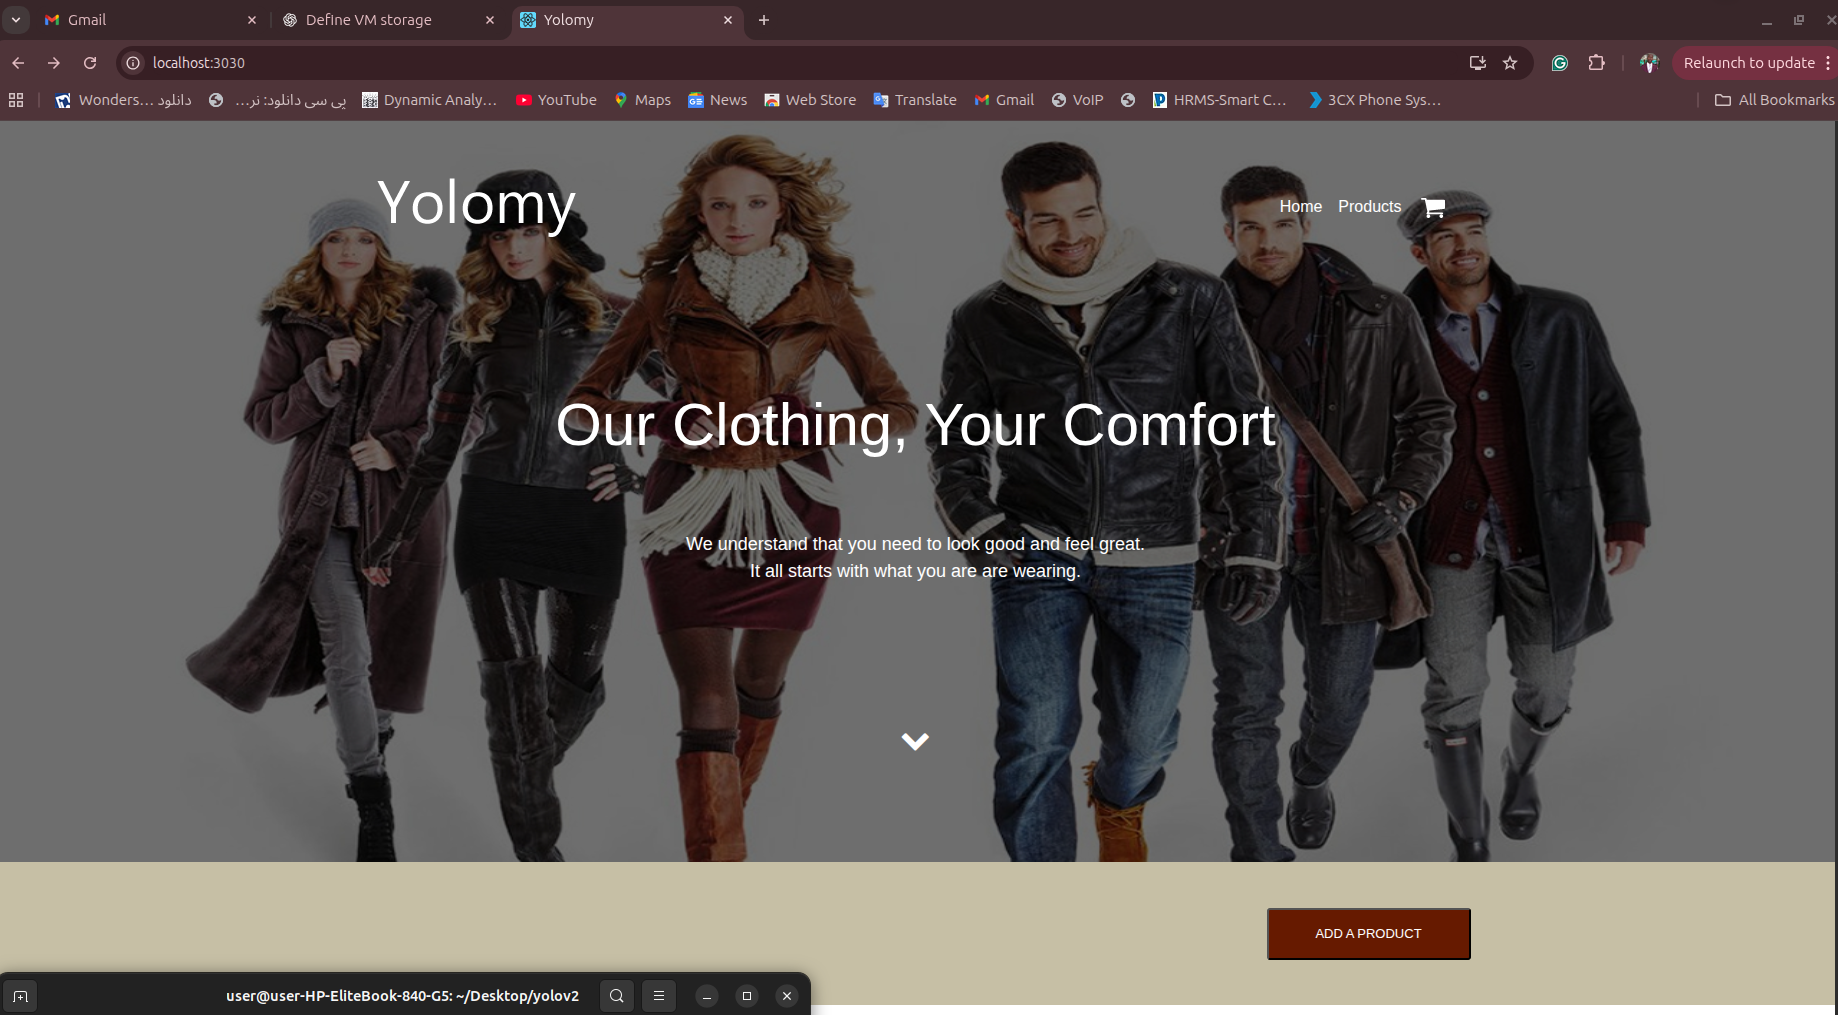 Gmail
Define VM storage
Yolomy
localhost:3030
Relaunch to update
Wonders... دانلود
پی سی دانلود: نر...
Dynamic Analy...
YouTube
Maps
News
Web Store
Translate
Gmail
VoIP
HRMS-Smart C...
3CX Phone Sys...
All Bookmarks
Yolomy
Home
Products
Our Clothing, Your Comfort
We understand that you need to look good and feel great.
It all starts with what you are are wearing.
ADD A PRODUCT
user@user-HP-EliteBook-840-G5: ~/Desktop/yolov2